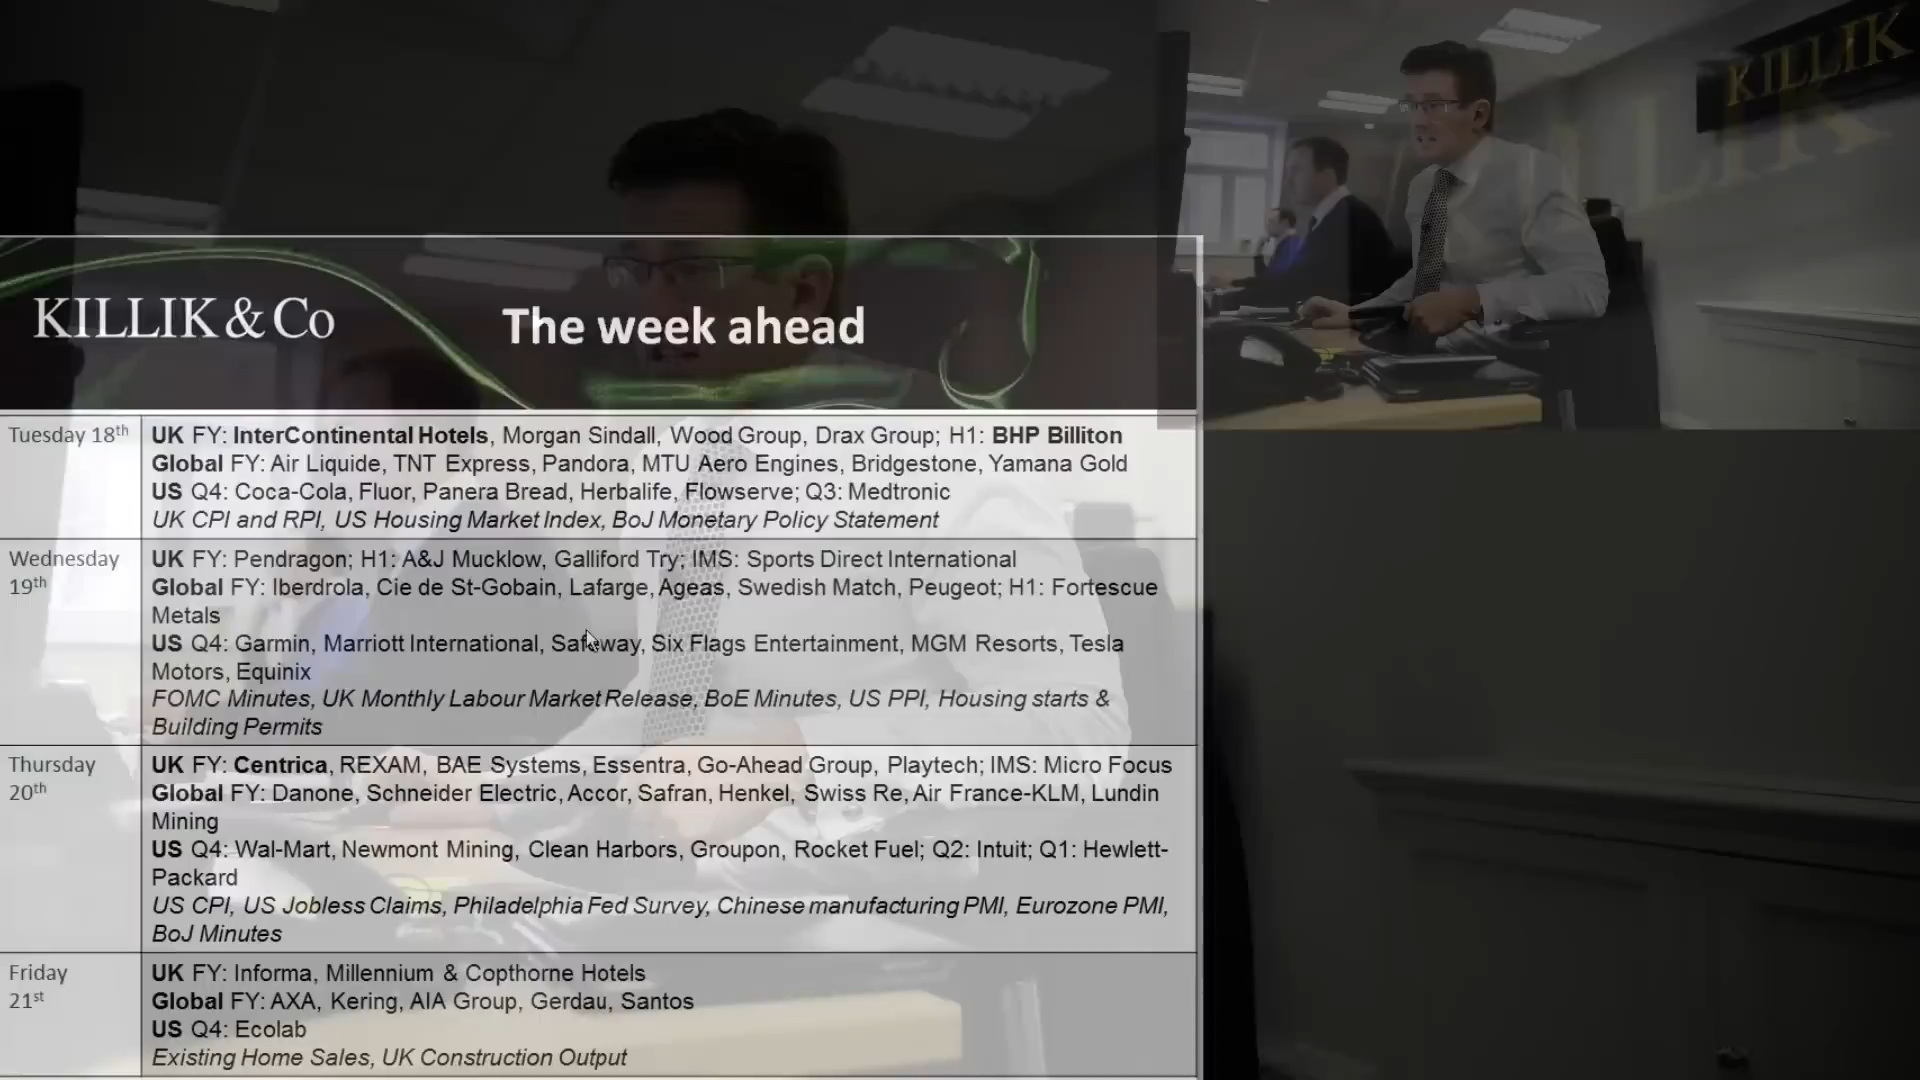 KILLIK
KILLIK & Co
The week ahead
Tuesday 18th
UK FY: InterContinental Hotels, Morgan Sindall, Wood Group, Drax Group; H1: BHP Billiton
Global FY: Air Liquide, TNT Express, Pandora, MTU Aero Engines, Bridgestone, Yamana Gold
US Q4: Coca-Cola, Fluor, Panera Bread, Herbalife, Flowserve; Q3: Medtronic
UK CPI and RPI, US Housing Market Index, BoJ Monetary Policy Statement
Wednesday
19th
UK FY: Pendragon; H1: A&J Mucklow, Galliford Try; IMS: Sports Direct International
Global FY: Iberdrola, Cie de St-Gobain, Lafarge, Ageas, Swedish Match, Peugeot; H1: Fortescue
Metals
US Q4: Garmin, Marriott International, Safeway, Six Flags Entertainment, MGM Resorts, Tesla
Motors, Equinix
FOMC Minutes, UK Monthly Labour Market Release, BoE Minutes, US PPI, Housing starts &
Building Permits
Thursday
20th
UK FY: Centrica, REXAM, BAE Systems, Essentra, Go-Ahead Group, Playtech; IMS: Micro Focus
Global FY: Danone, Schneider Electric, Accor, Safran, Henkel, Swiss Re, Air France-KLM, Lundin
Mining
US Q4: Wal-Mart, Newmont Mining, Clean Harbors, Groupon, Rocket Fuel; Q2: Intuit; Q1: Hewlett-
Packard
US CPI, US Jobless Claims, Philadelphia Fed Survey, Chinese manufacturing PMI, Eurozone PMI,
BoJ Minutes
Friday
21st
UK FY: Informa, Millennium & Copthorne Hotels
Global FY: AXA, Kering, AIA Group, Gerdau, Santos
US Q4: Ecolab
Existing Home Sales, UK Construction Output